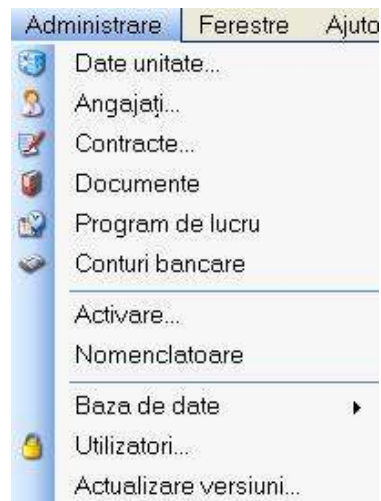 Administrare Ferestre Ajuto
Date unitate...
Angajaţi...
Contracte...
Documente
Program de lucru
Conturi bancare
Activare...
Nomenclatoare
Baza de date
Utilizatori...
Actualizare versiuni...